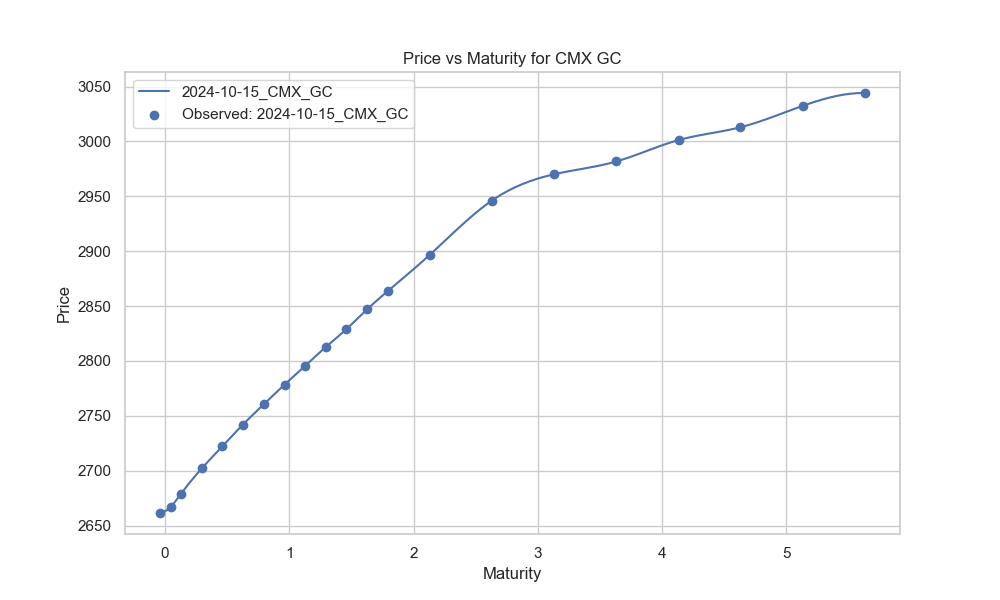 Price vs Maturity for CMX GC
2024-10-15_CMX_GC
Observed: 2024-10-15_CMX_GC
Price
3050
3000
2950
2900
2850
2800
2750
2700
2650
0 1 2 3 4 5
Maturity